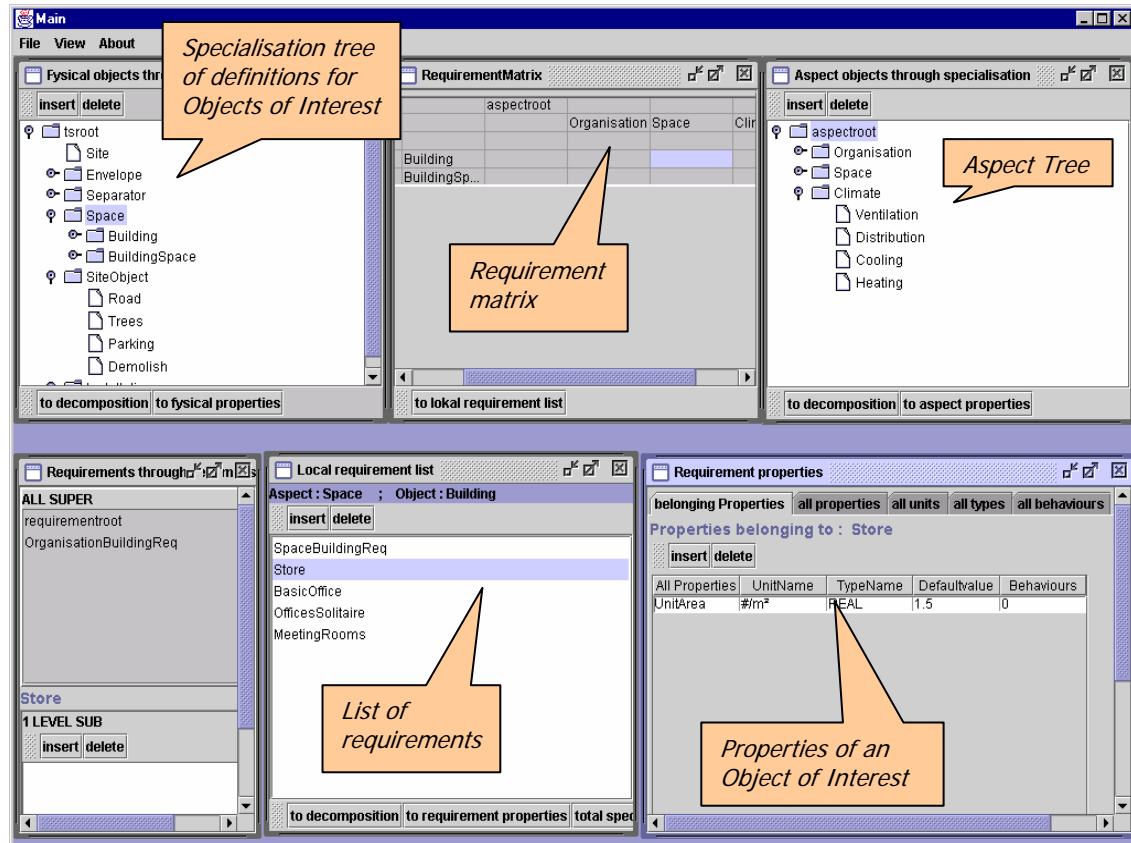 Main
File View About
Specialisation tree
of definitions for
Objects of Interest
Fysical objects thr
insert delete
tsroot
Site
Envelope
Separator
Space
Building
BuildingSpace
SiteObject
Road
Trees
Parking
Demolish
to decomposition to fysical properties
RequirementMatrix
aspectroot
Organisation Space Clir
Building
BuildingSp...
Requirement
matrix
to lokal requirement list
Aspect objects through specialisation
insert delete
aspectroot
Organisation
Space
Climate
Ventilation
Distribution
Cooling
Heating
Aspect Tree
to decomposition to aspect properties
Requirements through
ALL SUPER
requirementroot
OrganisationBuildingReq
Store
1 LEVEL SUB
insert delete
Local requirement list
Aspect : Space ; Object : Building
insert delete
SpaceBuildingReq
Store
BasicOffice
OfficesSolitaire
MeetingRooms
List of
requirements
to decomposition to requirement properties total spec
Requirement properties
belonging Properties all properties all units all types all behaviours
Properties belonging to : Store
insert delete
All Properties UnitName TypeName Defaultvalue Behaviours
UnitArea #/m² REAL 1.5 0
Properties of an
Object of Interest